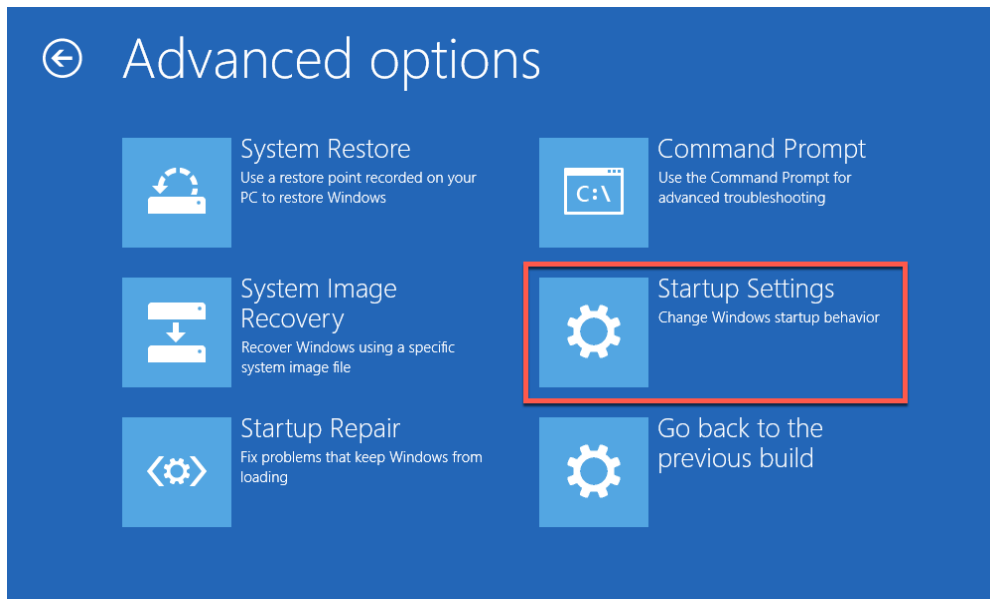 Advanced options
System Restore
Use a restore point recorded on your
PC to restore Windows
Command Prompt
Use the Command Prompt for
advanced troubleshooting
C:\
System Image
Recovery
Recover Windows using a specific
system image file
Startup Settings
Change Windows startup behavior
Startup Repair
Fix problems that keep Windows from
loading
Go back to the
previous build